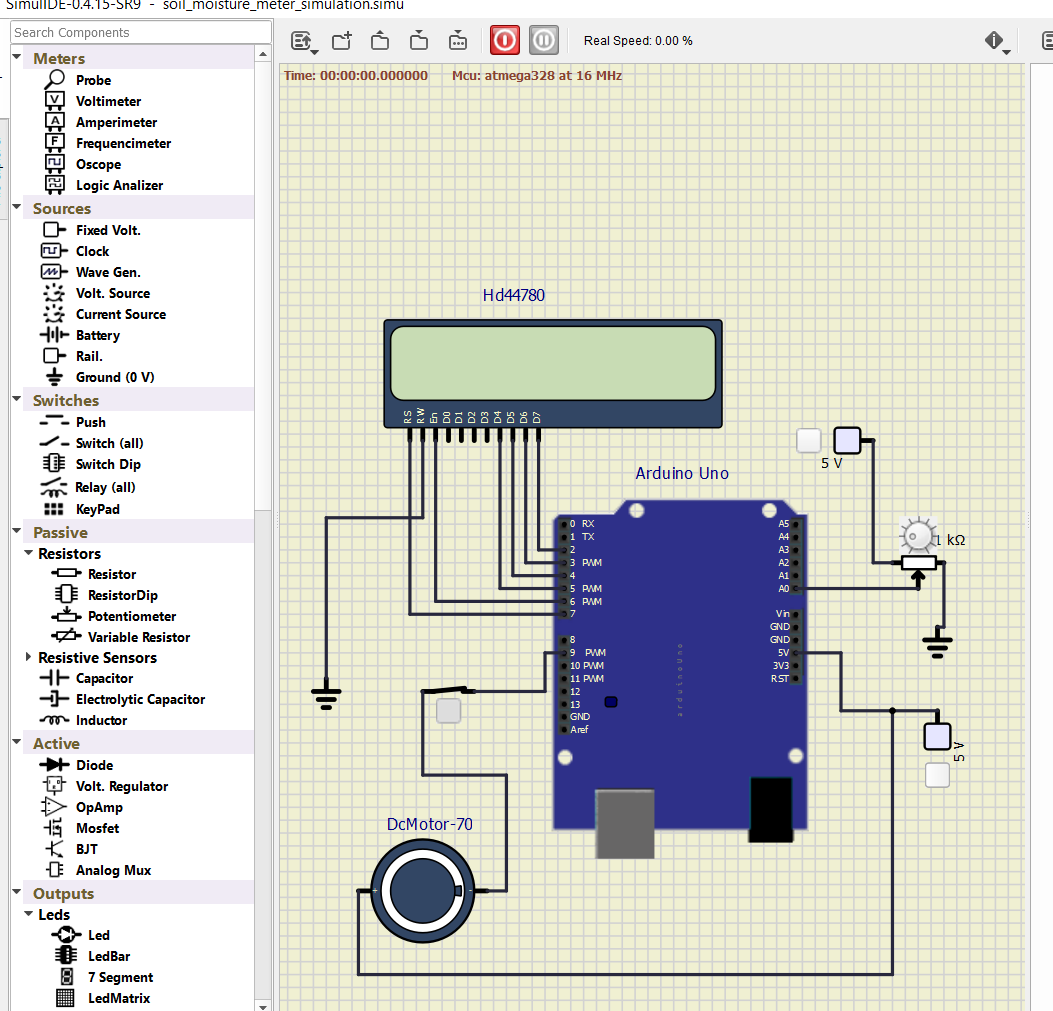 SimulIDE-0.4.15-SR9 - soil_moisture_meter_simulation.simu
Search Components
Real Speed: 0.00 %
Meters
Probe
Voltimeter
Amperimeter
Frequencimeter
Oscope
Logic Analizer
Sources
Fixed Volt.
Clock
Wave Gen.
Volt. Source
Current Source
Battery
Rail.
Ground (0 V)
Switches
Push
Switch (all)
Switch Dip
Relay (all)
KeyPad
Passive
Resistors
Resistor
ResistorDip
Potentiometer
Variable Resistor
Resistive Sensors
Capacitor
Electrolytic Capacitor
Inductor
Active
Diode
Volt. Regulator
OpAmp
Mosfet
BJT
Analog Mux
Outputs
Leds
Led
LedBar
7 Segment
LedMatrix
Time: 00:00:00.000000 Mcu: atmega328 at 16 MHz
Hd44780
RS RW En D0 D1 D2 D3 D4 D5 D6 D7
5 V
Arduino Uno
0 RX
1 TX
2
3 PWM
4
5 PWM
6 PWM
7
8
9 PWM
10 PWM
11 PWM
12
13
GND
Aref
A5
A4
A3
A2
A1
A0
Vin
GND
GND
5V
3V3
RST
arduinoUno
1 kΩ
5 V
DcMotor-70